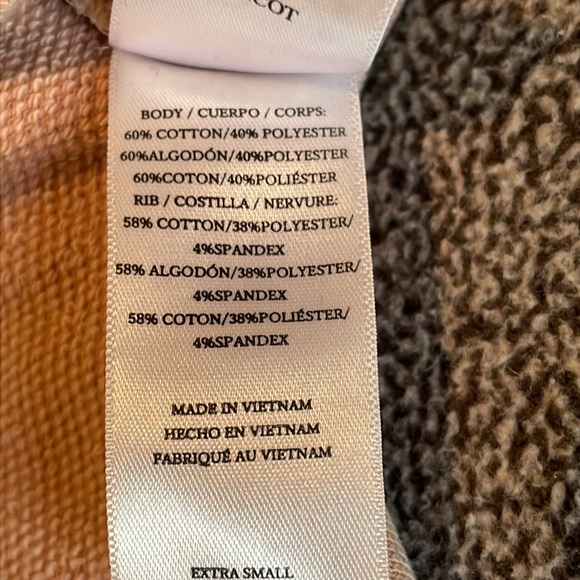 COT
BODY / CUERPO / CORPS:
60% COTTON/40% POLYESTER
60%ALGODÓN/40%POLYESTER
60%COTON/40%POLIÉSTER
RIB / COSTILLA / NERVURE:
58% COTTON/38%POLYESTER/
4%SPANDEX
58% ALGODÓN/38%POLYESTER/
4%SPANDEX
58% COTON/38%POLIÉSTER/
4%SPANDEX
MADE IN VIETNAM
HECHO EN VIETNAM
FABRIQUÉ AU VIETNAM
EXTRA SMALL